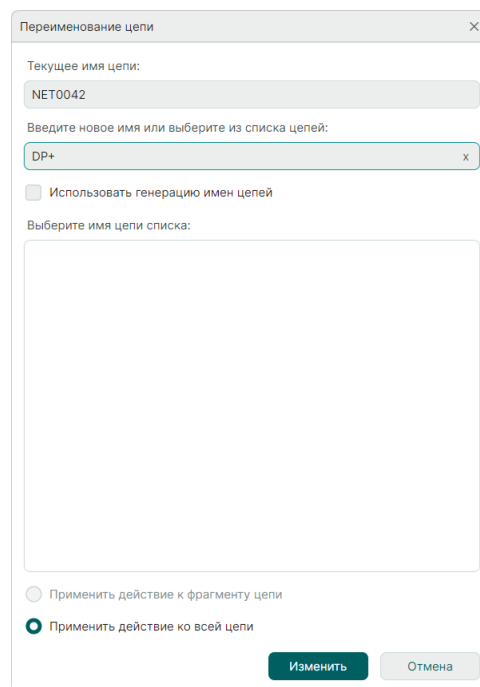 Переименование цепи
Текущее имя цепи:
NET0042
Введите новое имя или выберите из списка цепей:
DP+ x
Использовать генерацию имен цепей
Выберите имя цепи списка:
Применить действие к фрагменту цепи
Применить действие ко всей цепи
Изменить Отмена